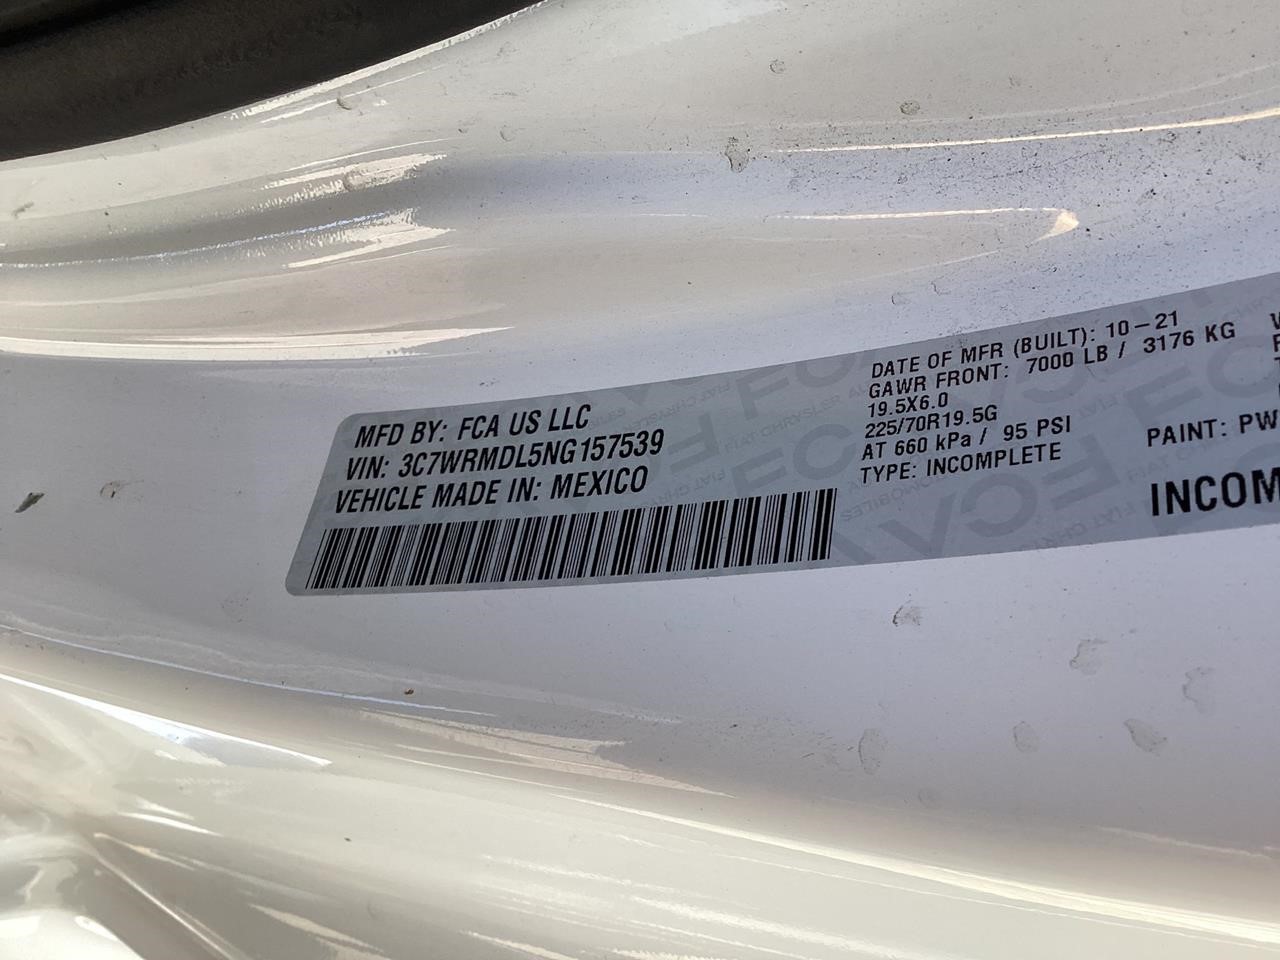 MFD BY: FCA US LLC
VIN: 3C7WRMDL5NG157539
VEHICLE MADE IN: MEXICO
DATE OF MFR (BUILT): 10-21
GAWR FRONT: 7000 LB / 3176 KG
19.5X6.0
225/70R19.5G
AT 660 kPa / 95 PSI
TYPE: INCOMPLETE
PAINT: PW
INCOM